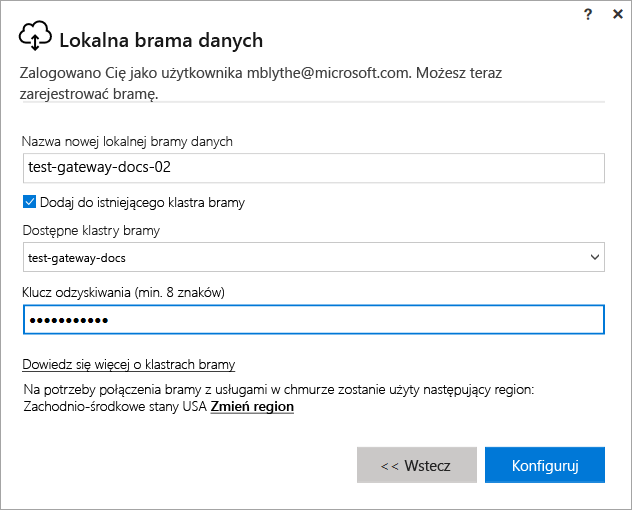 ? ×
Lokalna brama danych
Zalogowano Cię jako użytkownika mblythe@microsoft.com. Możesz teraz
zarejestrować bramę.
Nazwa nowej lokalnej bramy danych
test-gateway-docs-02
Dodaj do istniejącego klastra bramy
Dostępne klastry bramy
test-gateway-docs
Klucz odzyskiwania (min. 8 znaków)
●●●●●●●●●●●
Dowiedz się więcej o klastrach bramy
Na potrzeby połączenia bramy z usługami w chmurze zostanie użyty następujący region:
Zachodnio-środkowe stany USA Zmień region
<< Wstecz Konfiguruj